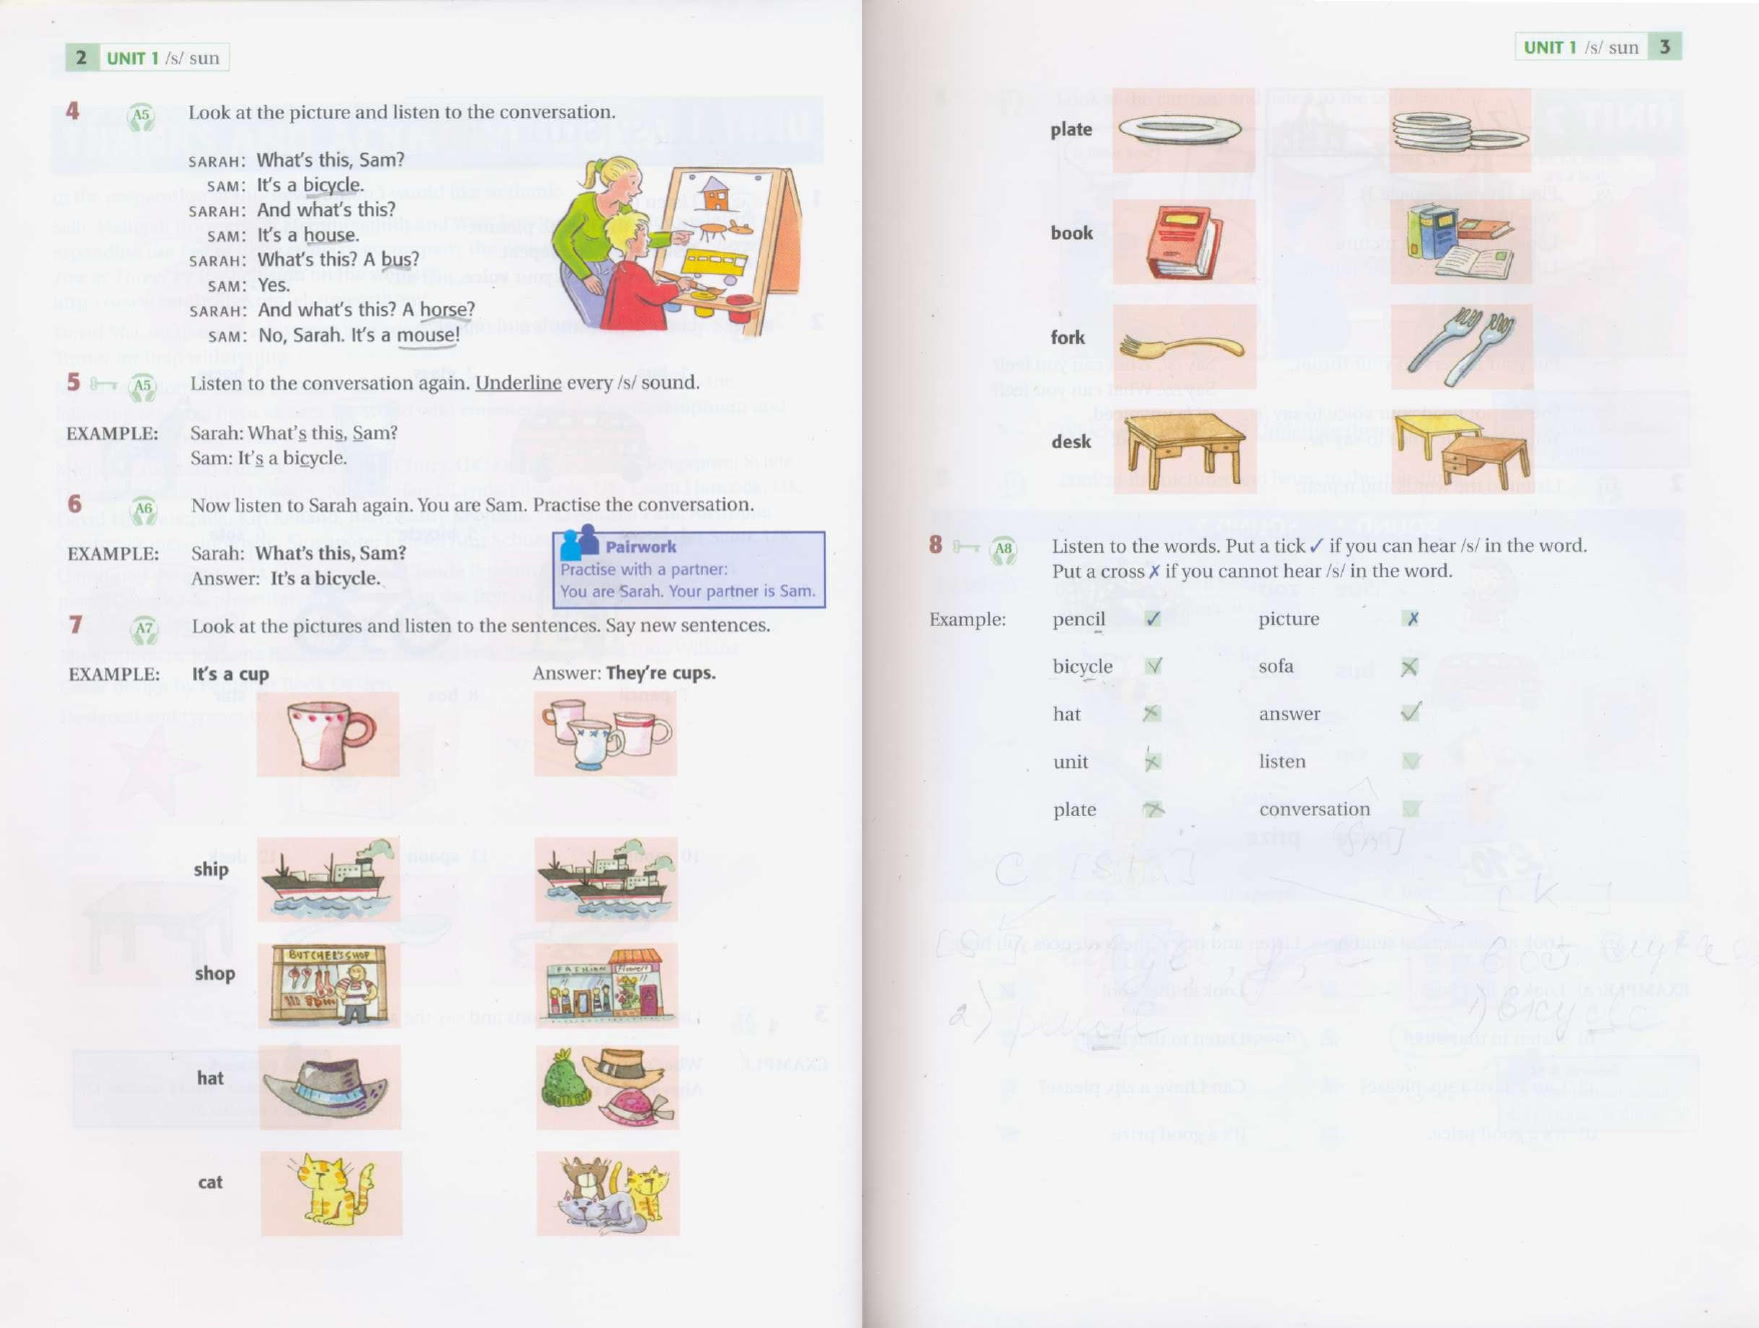 2 UNIT 1 /s/ sun
4 A5 Look at the picture and listen to the conversation.
SARAH: What's this, Sam?
SAM: It's a bicycle.
SARAH: And what's this?
SAM: It's a house.
SARAH: What's this? A bus?
SAM: Yes.
SARAH: And what's this? A horse?
SAM: No, Sarah. It's a mouse!
5 A5 Listen to the conversation again. Underline every /s/ sound.
EXAMPLE: Sarah: What's this, Sam?
Sam: It's a bicycle.
6 A6 Now listen to Sarah again. You are Sam. Practise the conversation.
EXAMPLE: Sarah: What's this, Sam?
Answer: It's a bicycle.
Pairwork
Practise with a partner:
You are Sarah. Your partner is Sam.
7 A7 Look at the pictures and listen to the sentences. Say new sentences.
EXAMPLE: It's a cup Answer: They're cups.
ship
BUTCHER'S SHOP
FASHION Flowers
shop
hat
cat
UNIT 1 /s/ sun 3
plate
book
fork
desk
8 A8 Listen to the words. Put a tick ✓ if you can hear /s/ in the word.
Put a cross ✗ if you cannot hear /s/ in the word.
Example: pencil ✓ picture ✗
bicycle ✓ sofa ✗
hat ✗ answer ✓
unit ✗ listen
plate ✗ conversation
C [si:]
[k]
[s]
a) pencil
bicycle